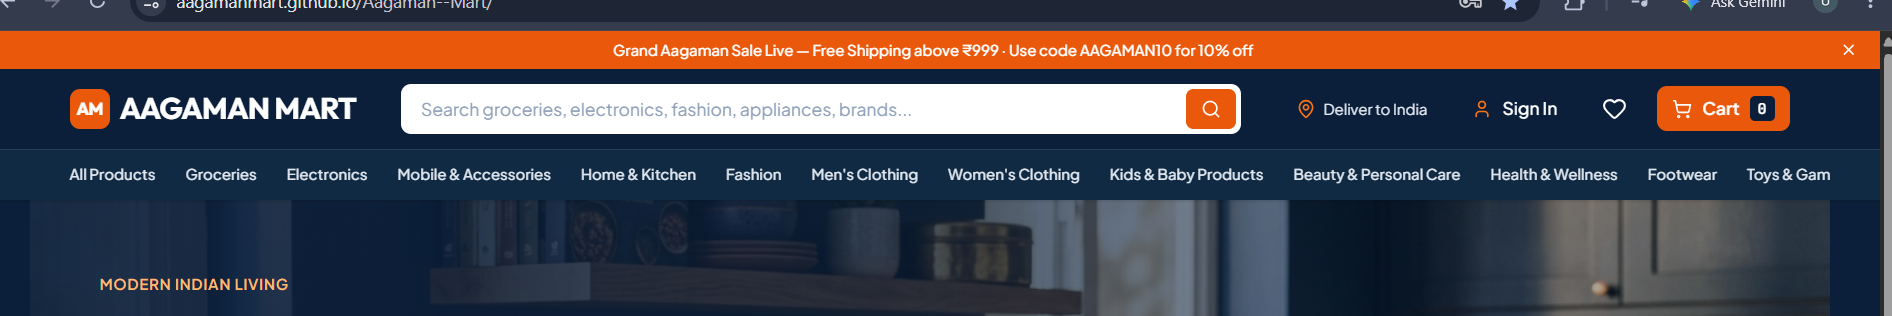 aagamanmart.github.io/Aagaman--Mart/
Ask Gemini
Grand Aagaman Sale Live — Free Shipping above ₹999 · Use code AAGAMAN10 for 10% off
AM AAGAMAN MART
Search groceries, electronics, fashion, appliances, brands...
Deliver to India
Sign In
Cart 0
All Products Groceries Electronics Mobile & Accessories Home & Kitchen Fashion Men's Clothing Women's Clothing Kids & Baby Products Beauty & Personal Care Health & Wellness Footwear Toys & Gam
MODERN INDIAN LIVING